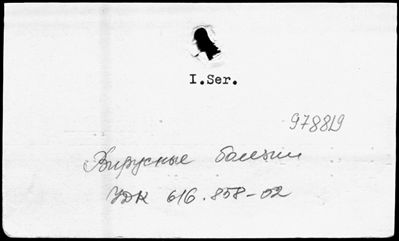 I.Ser.
978819
Вирусные болезни
УДК 616.858-02